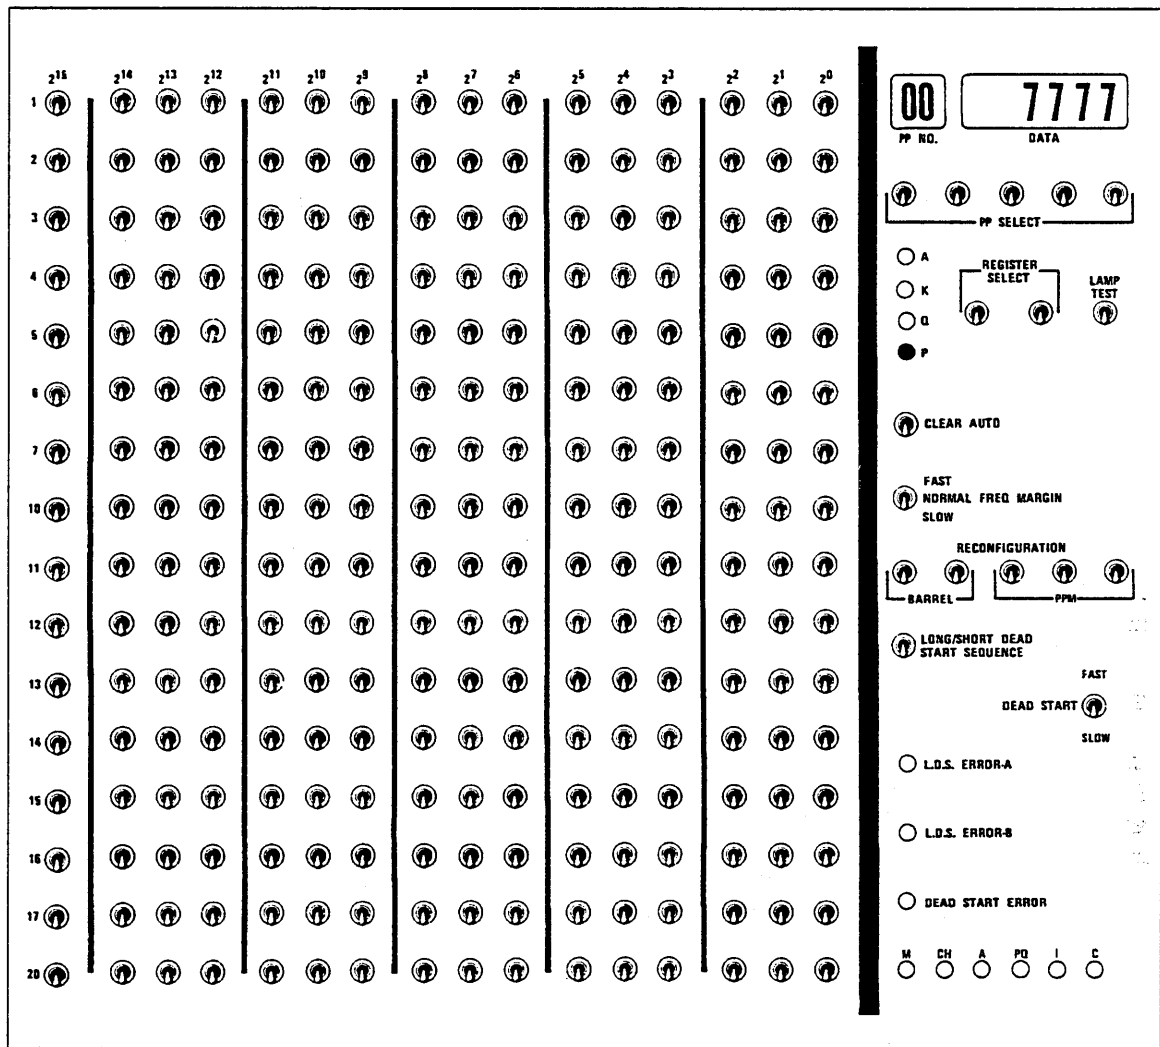 2^15 2^14 2^13 2^12 2^11 2^10 2^9 2^8 2^7 2^6 2^5 2^4 2^3 2^2 2^1 2^0
1
2
3
4
5
6
7
10
11
12
13
14
15
16
17
20
00 7777
PP NO. DATA
PP SELECT
A
K
Q
P
REGISTER
SELECT
LAMP
TEST
CLEAR AUTO
FAST
NORMAL FREQ MARGIN
SLOW
RECONFIGURATION
BARREL PPM
LONG/SHORT DEAD
START SEQUENCE
FAST
DEAD START
SLOW
L.D.S. ERROR-A
L.D.S. ERROR-B
DEAD START ERROR
M CH A PQ I C